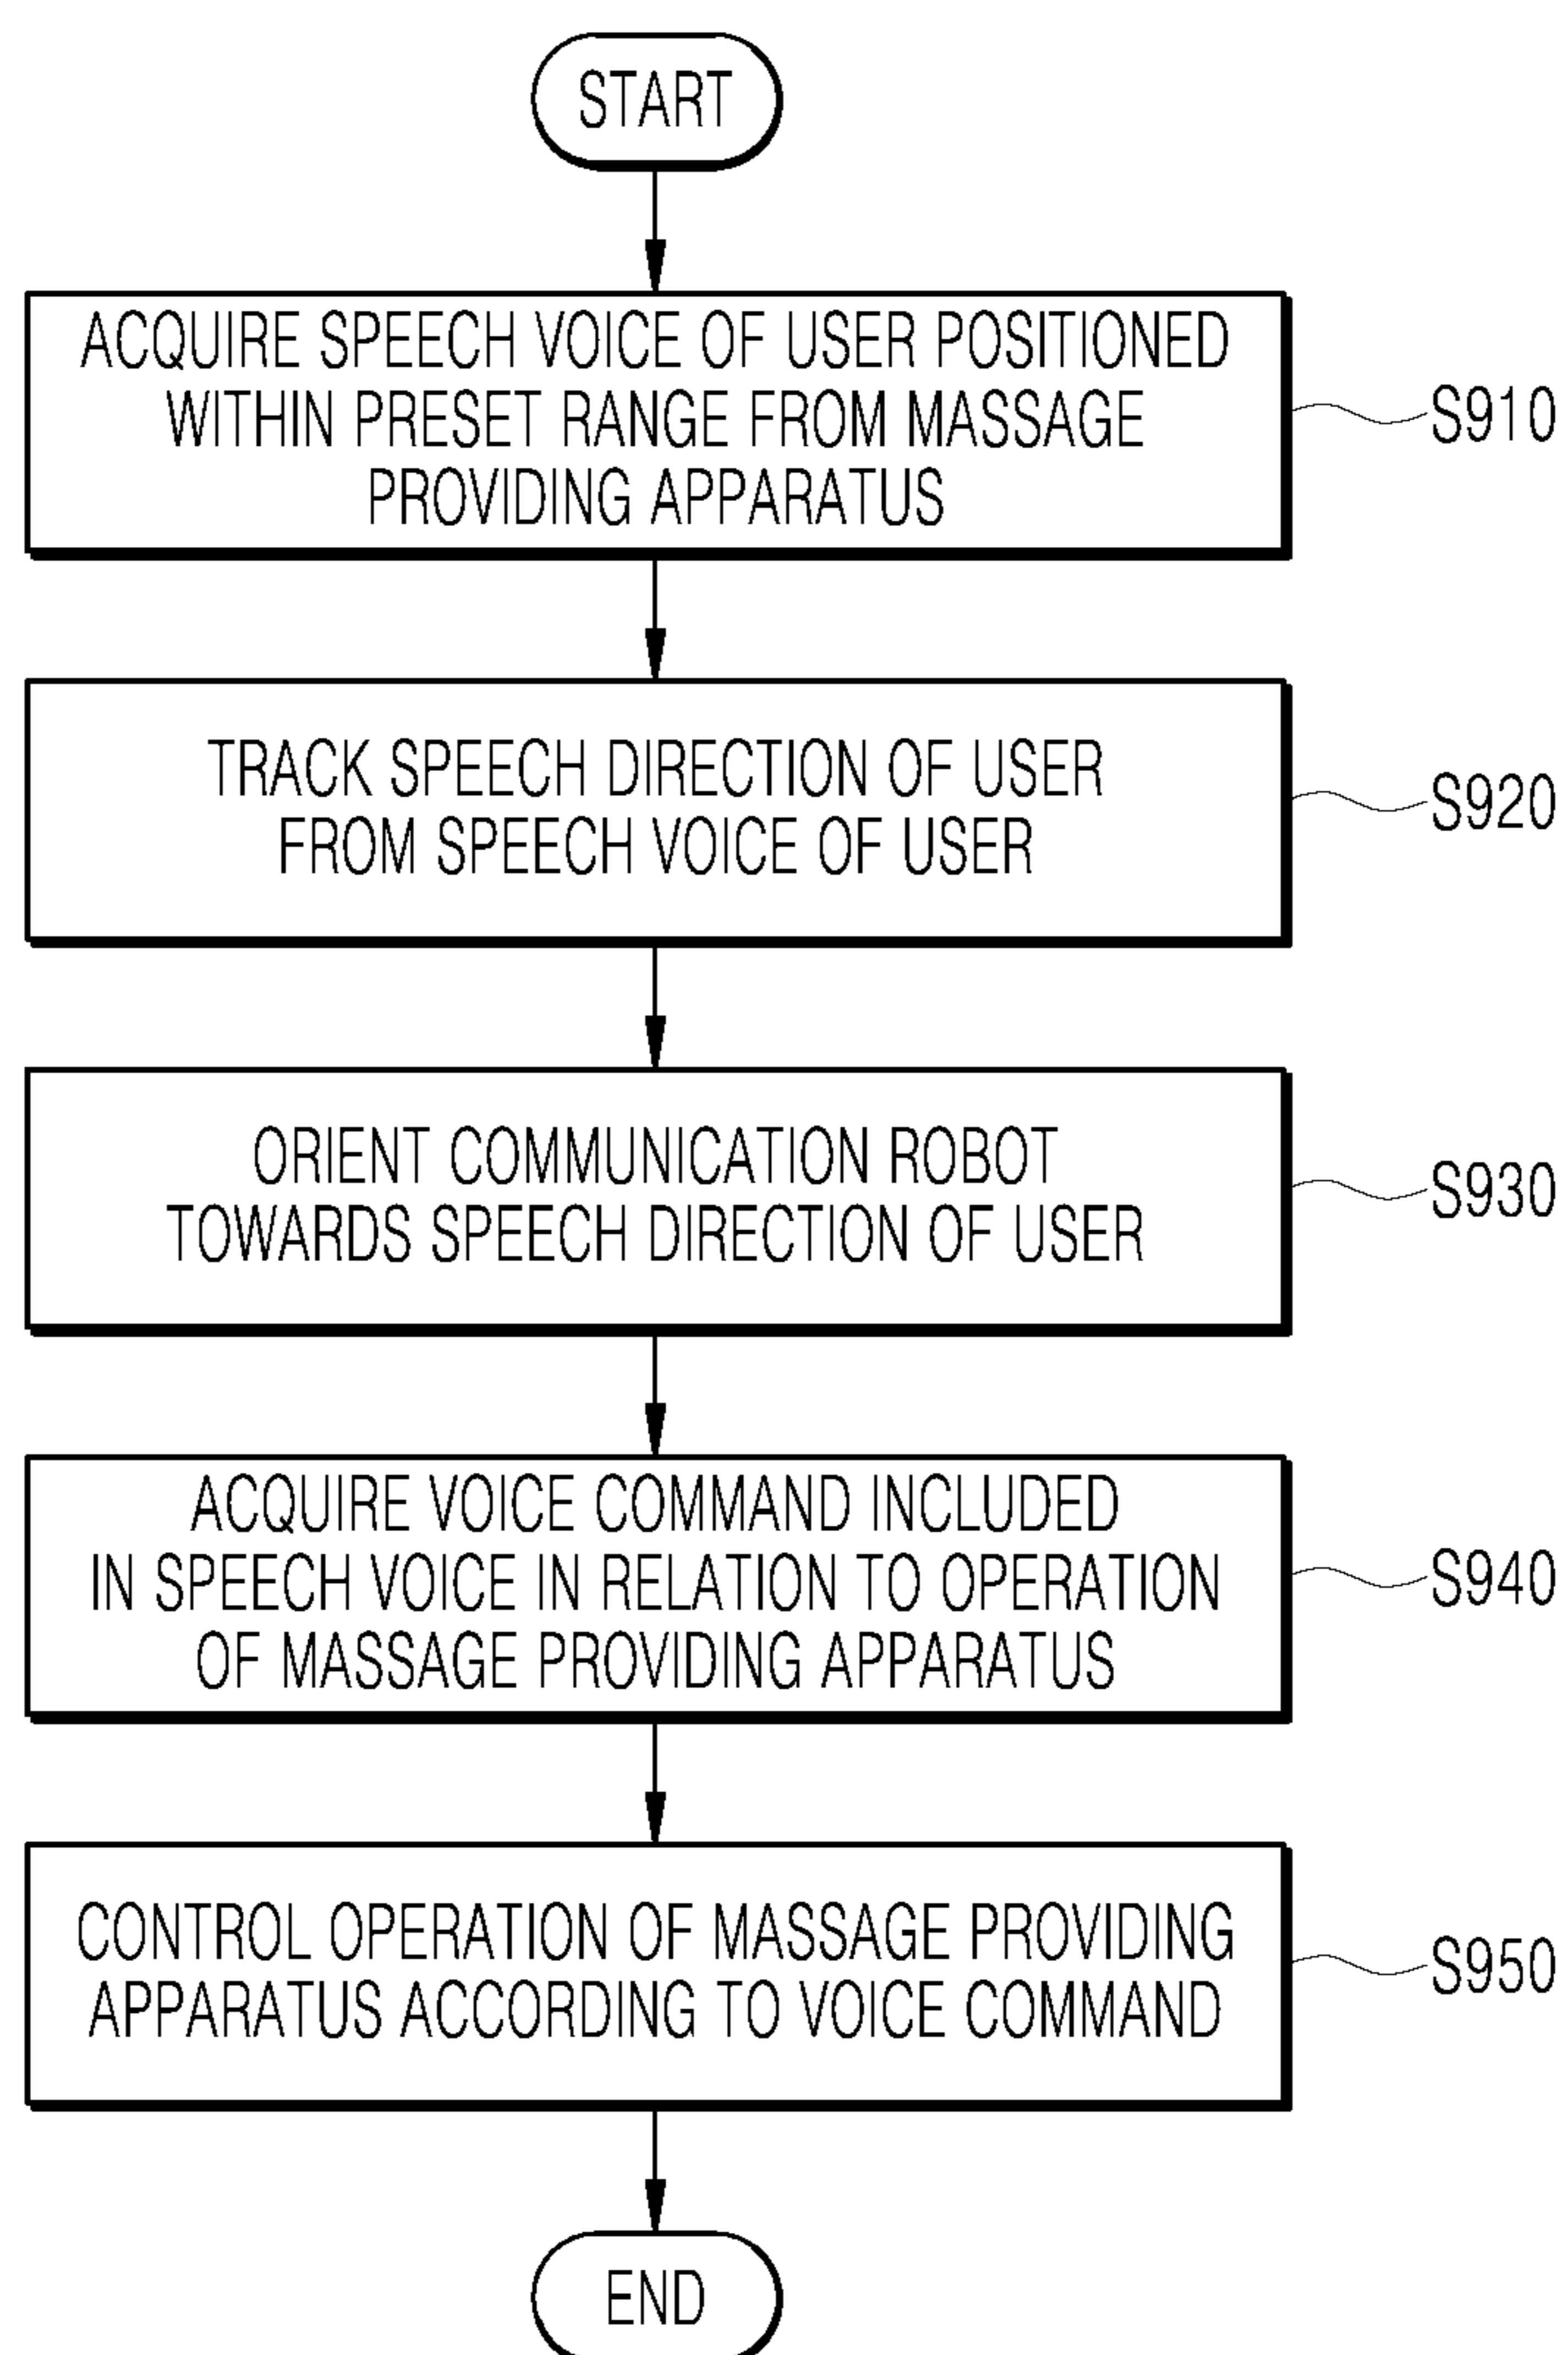 START
ACQUIRE SPEECH VOICE OF USER POSITIONED
WITHIN PRESET RANGE FROM MASSAGE
PROVIDING APPARATUS
S910
TRACK SPEECH DIRECTION OF USER
FROM SPEECH VOICE OF USER
S920
ORIENT COMMUNICATION ROBOT
TOWARDS SPEECH DIRECTION OF USER
S930
ACQUIRE VOICE COMMAND INCLUDED
IN SPEECH VOICE IN RELATION TO OPERATION
OF MASSAGE PROVIDING APPARATUS
S940
CONTROL OPERATION OF MASSAGE PROVIDING
APPARATUS ACCORDING TO VOICE COMMAND
S950
END